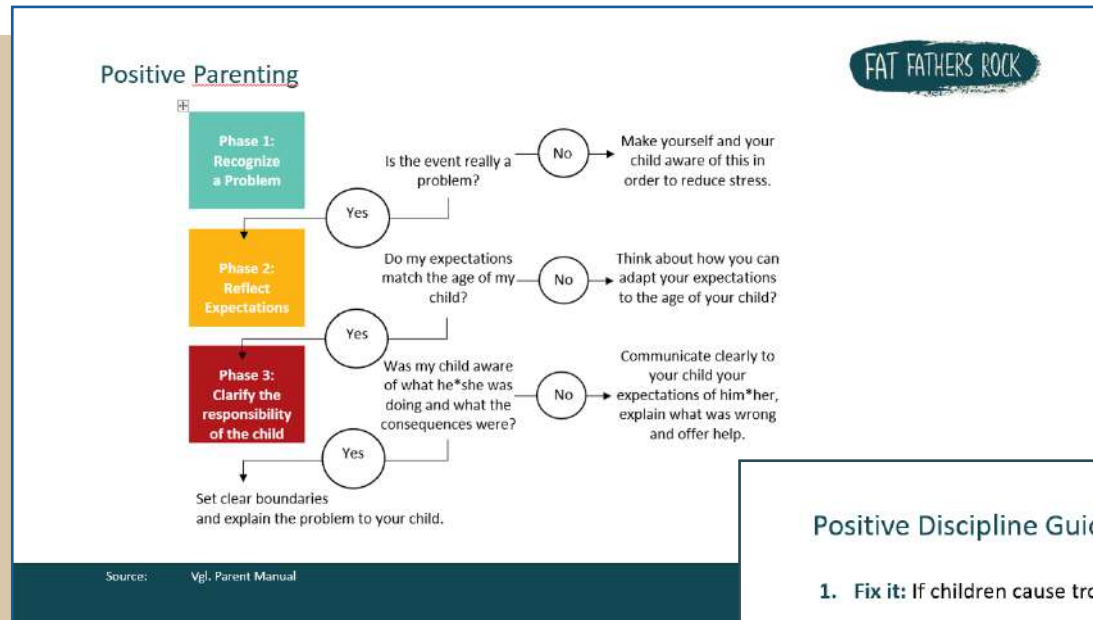 Positive Parenting
FAT FATHERS ROCK
Phase 1:
Recognize
a Problem
Is the event really a
problem?
No
Make yourself and your
child aware of this in
order to reduce stress.
Yes
Phase 2:
Reflect
Expectations
Do my expectations
match the age of my
child?
No
Think about how you can
adapt your expectations
to the age of your child?
Yes
Phase 3:
Clarify the
responsibility
of the child
Was my child aware
of what he*she was
doing and what the
consequences were?
No
Communicate clearly to
your child your
expectations of him*her,
explain what was wrong
and offer help.
Yes
Set clear boundaries
and explain the problem to your child.
Source: Vgl. Parent Manual
Positive Discipline
1. Fix it: If children cause